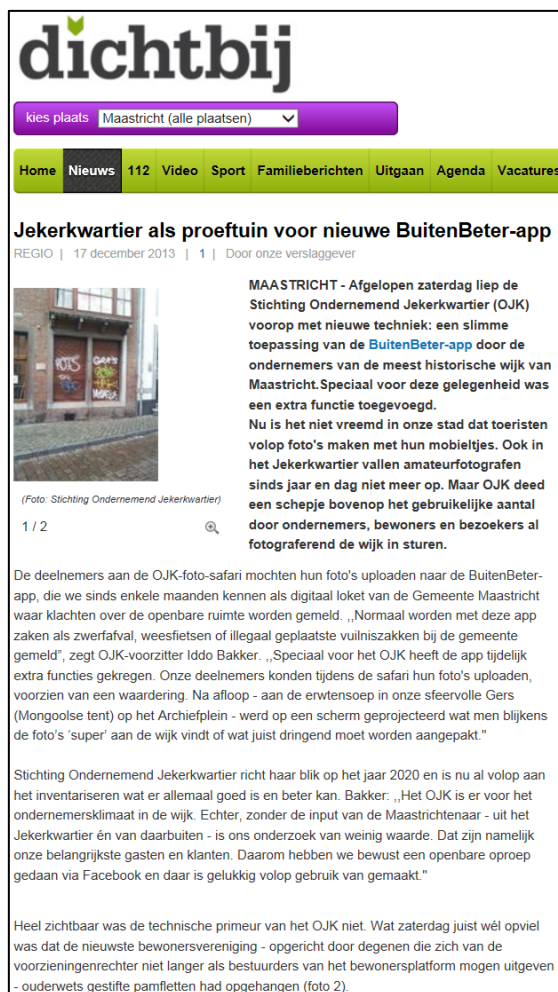 dichtbij
kies plaats Maastricht (alle plaatsen)
Home Nieuws 112 Video Sport Familieberichten Uitgaan Agenda Vacatures
Jekerkwartier als proeftuin voor nieuwe BuitenBeter-app
REGIO | 17 december 2013 | 1 | Door onze verslaggever
MAASTRICHT - Afgelopen zaterdag liep de
Stichting Ondernemend Jekerkwartier (OJK)
voorop met nieuwe techniek: een slimme
toepassing van de BuitenBeter-app door de
ondernemers van de meest historische wijk van
Maastricht.Speciaal voor deze gelegenheid was
een extra functie toegevoegd.
Nu is het niet vreemd in onze stad dat toeristen
volop foto's maken met hun mobieltjes. Ook in
het Jekerkwartier vallen amateurfotografen
sinds jaar en dag niet meer op. Maar OJK deed
een schepje bovenop het gebruikelijke aantal
door ondernemers, bewoners en bezoekers al
fotograferend de wijk in sturen.
(Foto: Stichting Ondernemend Jekerkwartier)
1 / 2
De deelnemers aan de OJK-foto-safari mochten hun foto's uploaden naar de BuitenBeter-
app, die we sinds enkele maanden kennen als digitaal loket van de Gemeente Maastricht
waar klachten over de openbare ruimte worden gemeld. ,,Normaal worden met deze app
zaken als zwerfafval, weesfietsen of illegaal geplaatste vuilniszakken bij de gemeente
gemeld”, zegt OJK-voorzitter Iddo Bakker. ,,Speciaal voor het OJK heeft de app tijdelijk
extra functies gekregen. Onze deelnemers konden tijdens de safari hun foto's uploaden,
voorzien van een waardering. Na afloop - aan de erwtensoep in onze sfeervolle Gers
(Mongoolse tent) op het Archiefplein - werd op een scherm geprojecteerd wat men blijkens
de foto’s ‘super’ aan de wijk vindt of wat juist dringend moet worden aangepakt."
Stichting Ondernemend Jekerkwartier richt haar blik op het jaar 2020 en is nu al volop aan
het inventariseren wat er allemaal goed is en beter kan. Bakker: ,,Het OJK is er voor het
ondernemersklimaat in de wijk. Echter, zonder de input van de Maastrichtenaar - uit het
Jekerkwartier én van daarbuiten - is ons onderzoek van weinig waarde. Dat zijn namelijk
onze belangrijkste gasten en klanten. Daarom hebben we bewust een openbare oproep
gedaan via Facebook en daar is gelukkig volop gebruik van gemaakt."
Heel zichtbaar was de technische primeur van het OJK niet. Wat zaterdag juist wél opviel
was dat de nieuwste bewonersvereniging - opgericht door degenen die zich van de
voorzieningenrechter niet langer als bestuurders van het bewonersplatform mogen uitgeven
- ouderwets gestifte pamfletten had opgehangen (foto 2).